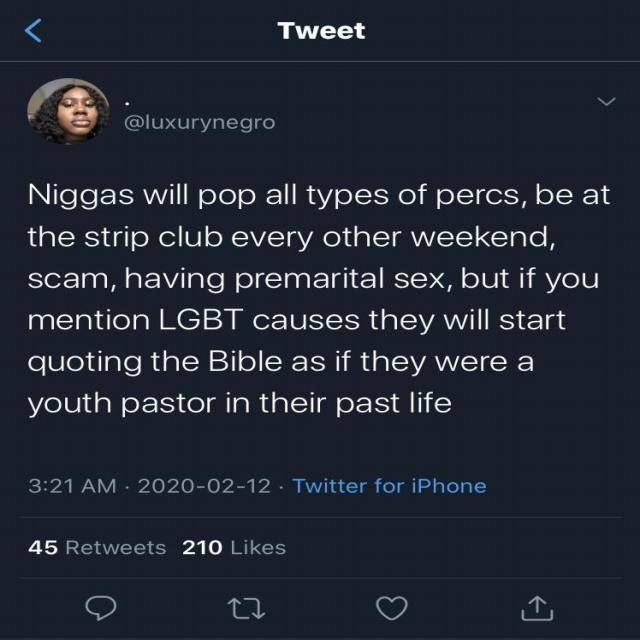 Tweet
.
@luxurynegro
Niggas will pop all types of percs, be at
the strip club every other weekend,
scam, having premarital sex, but if you
mention LGBT causes they will start
quoting the Bible as if they were a
youth pastor in their past life
3:21 AM · 2020-02-12 · Twitter for iPhone
45 Retweets 210 Likes